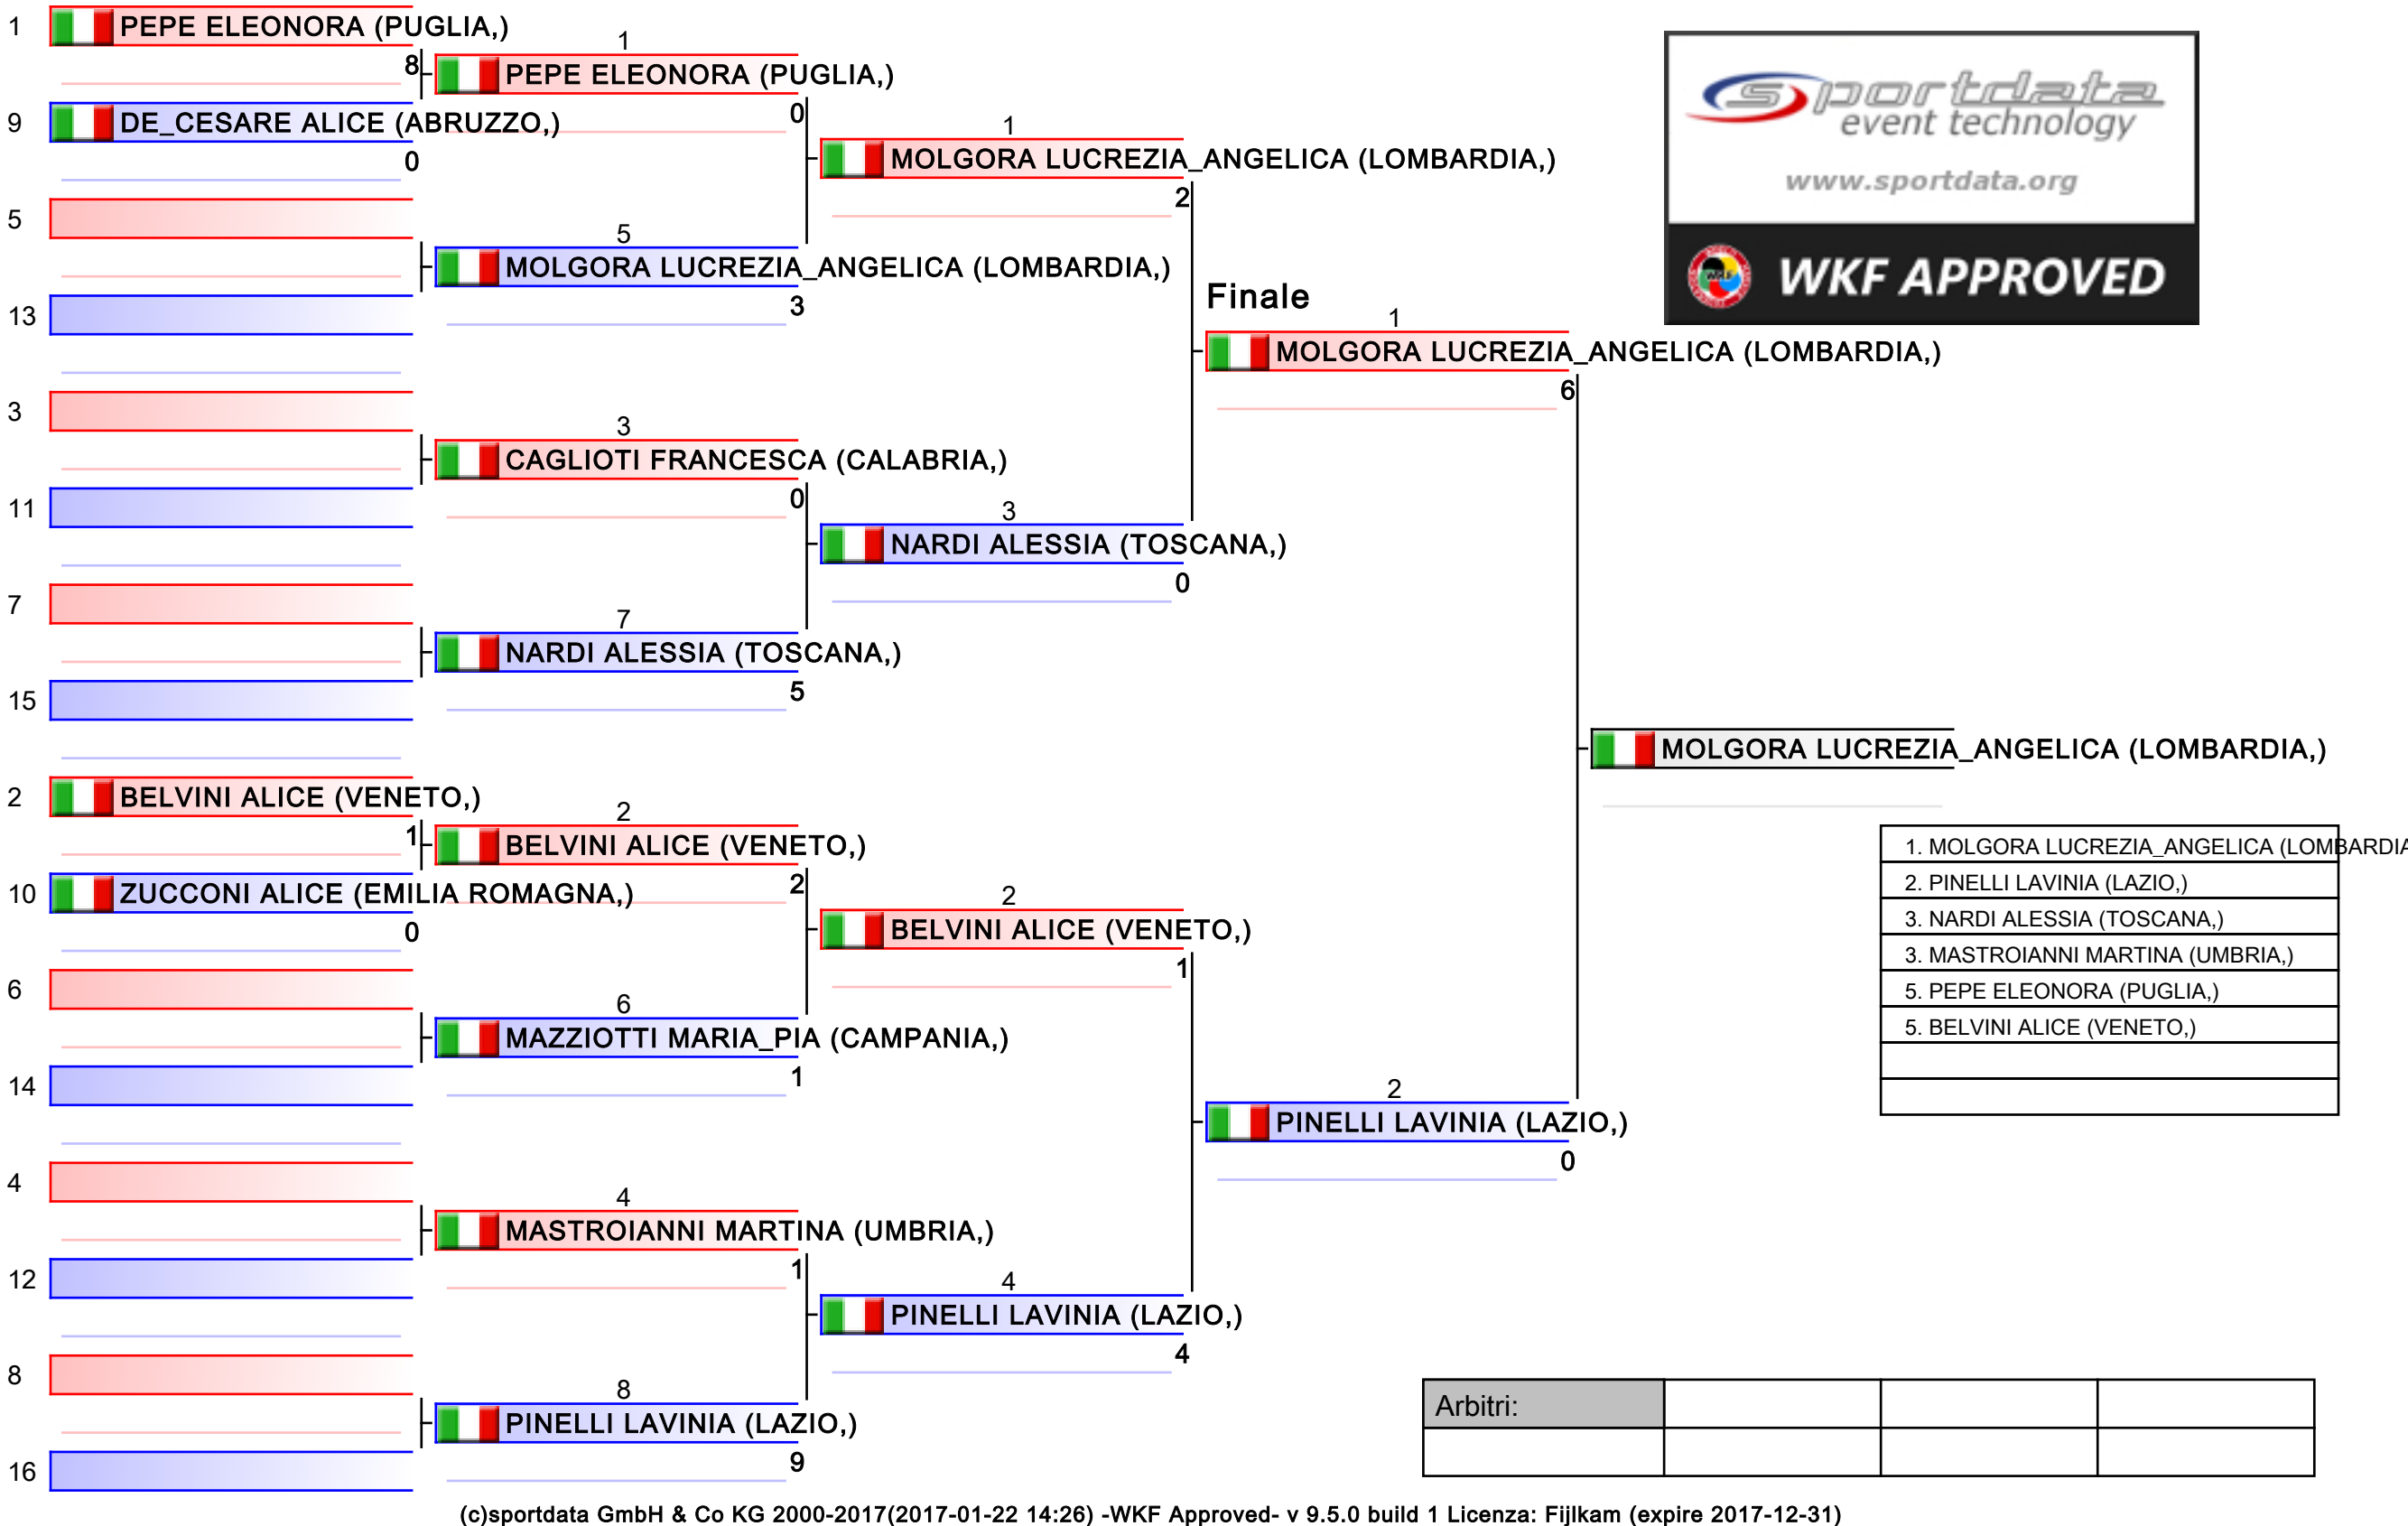 1 PEPE ELEONORA (PUGLIA,)
8
9 DE_CESARE ALICE (ABRUZZO,)
0
5
13
3
11
7
15
2 BELVINI ALICE (VENETO,)
1
10 ZUCCONI ALICE (EMILIA ROMAGNA,)
0
6
14
4
12
8
16
1
PEPE ELEONORA (PUGLIA,)
0
5
MOLGORA LUCREZIA_ANGELICA (LOMBARDIA,)
3
3
CAGLIOTI FRANCESCA (CALABRIA,)
0
7
NARDI ALESSIA (TOSCANA,)
5
2
BELVINI ALICE (VENETO,)
2
6
MAZZIOTTI MARIA_PIA (CAMPANIA,)
1
4
MASTROIANNI MARTINA (UMBRIA,)
1
8
PINELLI LAVINIA (LAZIO,)
9
1
MOLGORA LUCREZIA_ANGELICA (LOMBARDIA,)
2
3
NARDI ALESSIA (TOSCANA,)
0
2
BELVINI ALICE (VENETO,)
1
4
PINELLI LAVINIA (LAZIO,)
4
Finale
1
MOLGORA LUCREZIA_ANGELICA (LOMBARDIA,)
6
2
PINELLI LAVINIA (LAZIO,)
0
MOLGORA LUCREZIA_ANGELICA (LOMBARDIA,)
sportdata
event technology
www.sportdata.org
WKF
WKF APPROVED
1. MOLGORA LUCREZIA_ANGELICA (LOMBARDIA
2. PINELLI LAVINIA (LAZIO,)
3. NARDI ALESSIA (TOSCANA,)
3. MASTROIANNI MARTINA (UMBRIA,)
5. PEPE ELEONORA (PUGLIA,)
5. BELVINI ALICE (VENETO,)
Arbitri:
(c)sportdata GmbH & Co KG 2000-2017(2017-01-22 14:26) -WKF Approved- v 9.5.0 build 1 Licenza: Fijlkam (expire 2017-12-31)